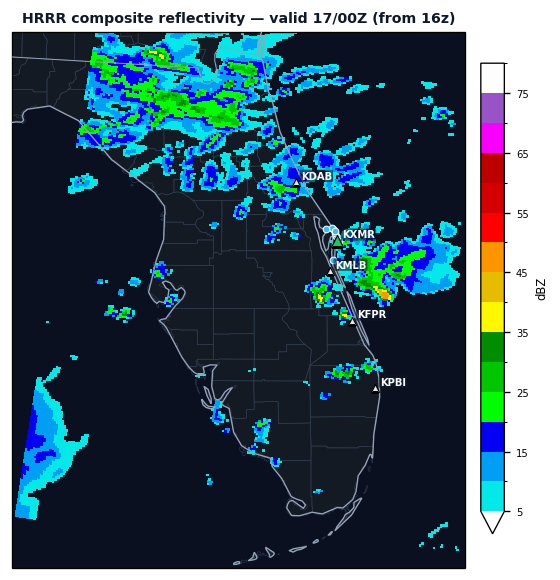 HRRR composite reflectivity — valid 17/00Z (from 16z)
KDAB
KXMR
KMLB
KFPR
KPBI
75
65
55
45
35
25
15
5
dBZ